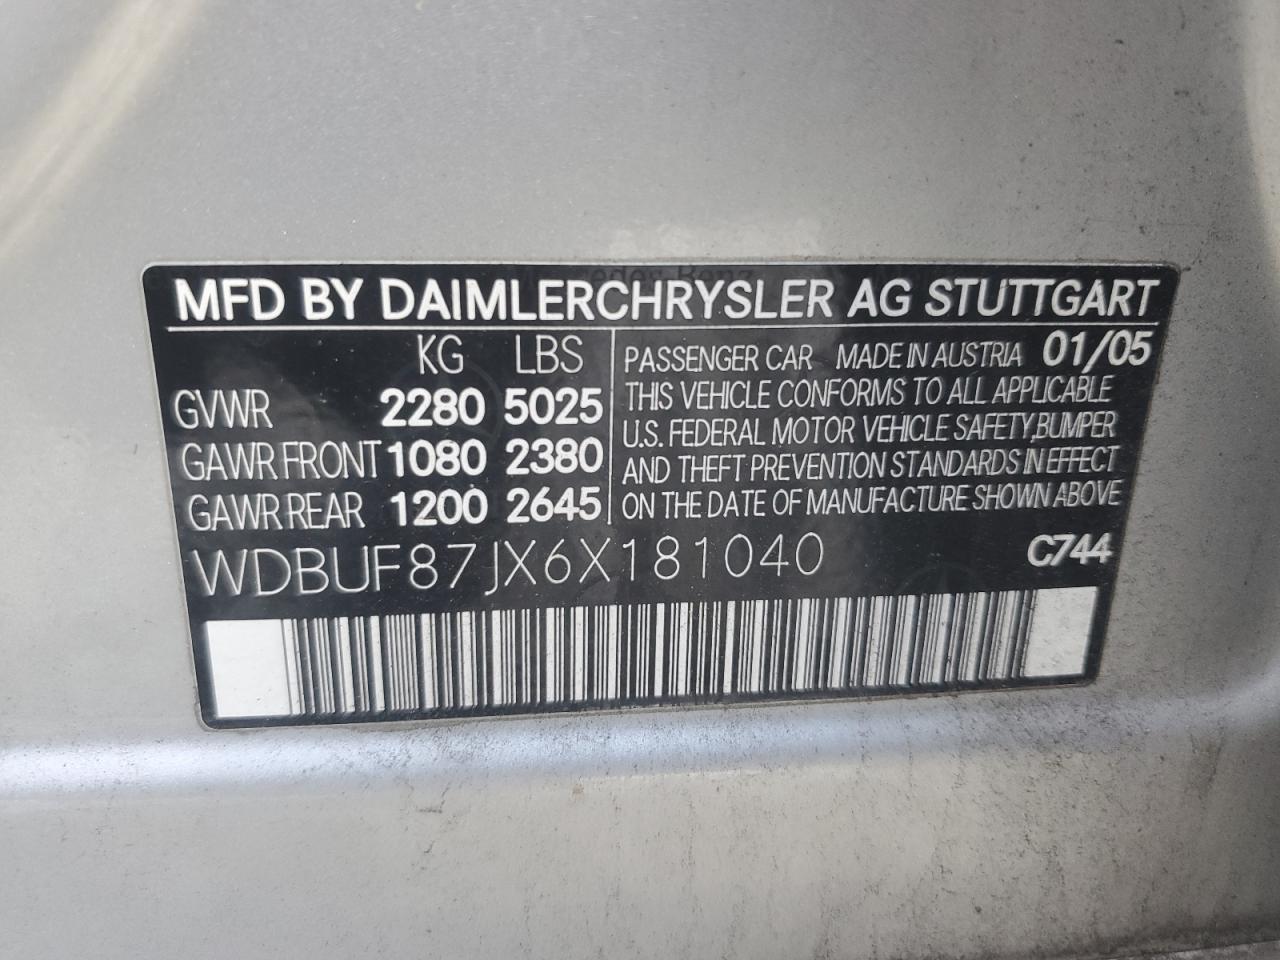 MFD BY DAIMLERCHRYSLER AG STUTTGART
KG LBS
GVWR 2280 5025
GAWR FRONT 1080 2380
GAWR REAR 1200 2645
PASSENGER CAR MADE IN AUSTRIA 01/05
THIS VEHICLE CONFORMS TO ALL APPLICABLE
U.S. FEDERAL MOTOR VEHICLE SAFETY,BUMPER
AND THEFT PREVENTION STANDARDS IN EFFECT
ON THE DATE OF MANUFACTURE SHOWN ABOVE
WDBUF87JX6X181040 C744